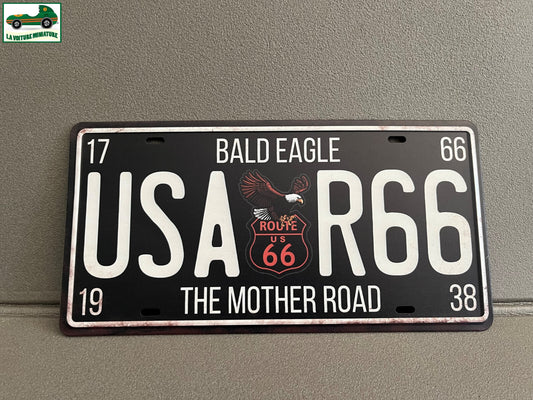 LA VOITURE MINIATURE
17 BALD EAGLE 66
USA R66
ROUTE
US
66
19 THE MOTHER ROAD 38